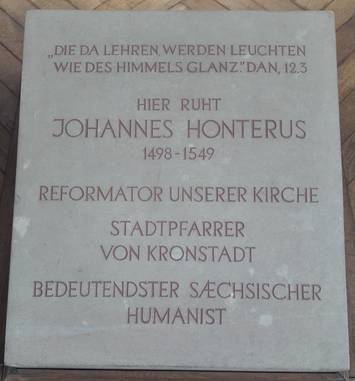 „DIE DA LEHREN, WERDEN LEUCHTEN
WIE DES HIMMELS GLANZ." DAN, 12.3
HIER RUHT
JOHANNES HONTERUS
1498-1549
REFORMATOR UNSERER KIRCHE
STADTPFARRER
VON KRONSTADT
BEDEUTENDSTER SÆCHSISCHER
HUMANIST